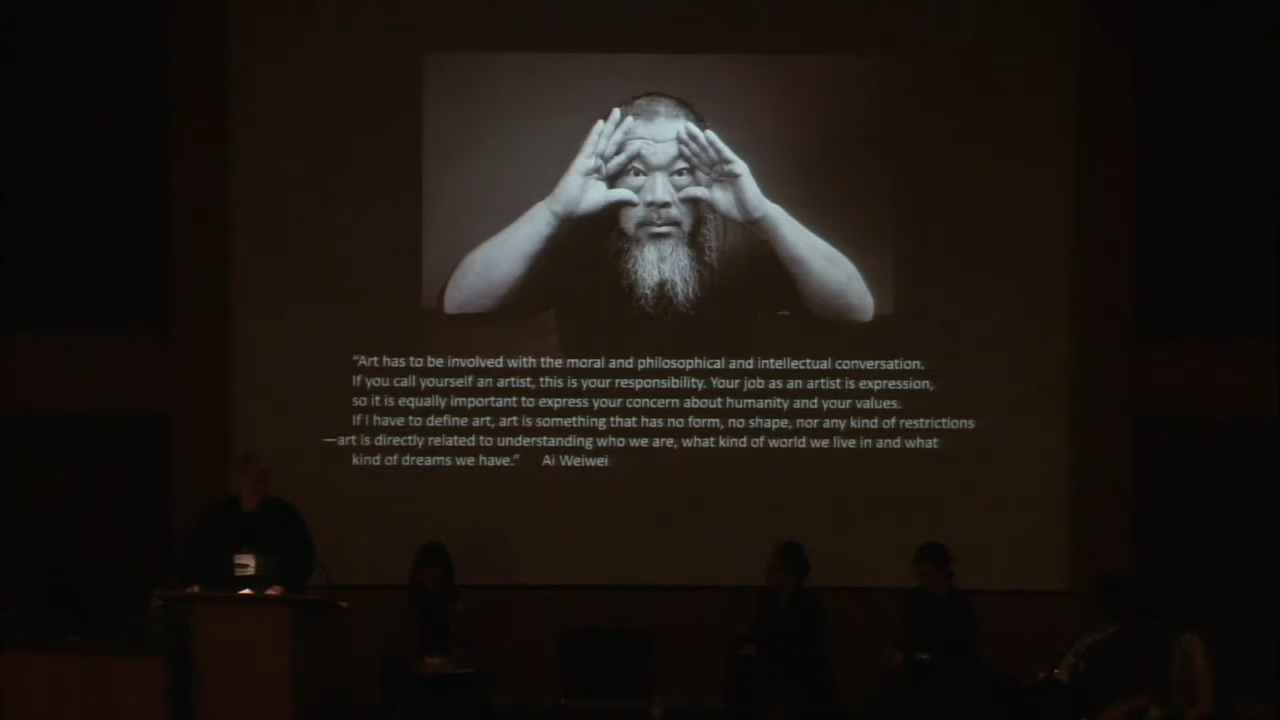 “Art has to be involved with the moral and philosophical and intellectual conversation.
If you call yourself an artist, this is your responsibility. Your job as an artist is expression,
so it is equally important to express your concern about humanity and your values.
If I have to define art, art is something that has no form, no shape, nor any kind of restrictions
—art is directly related to understanding who we are, what kind of world we live in and what
kind of dreams we have.” Ai Weiwei